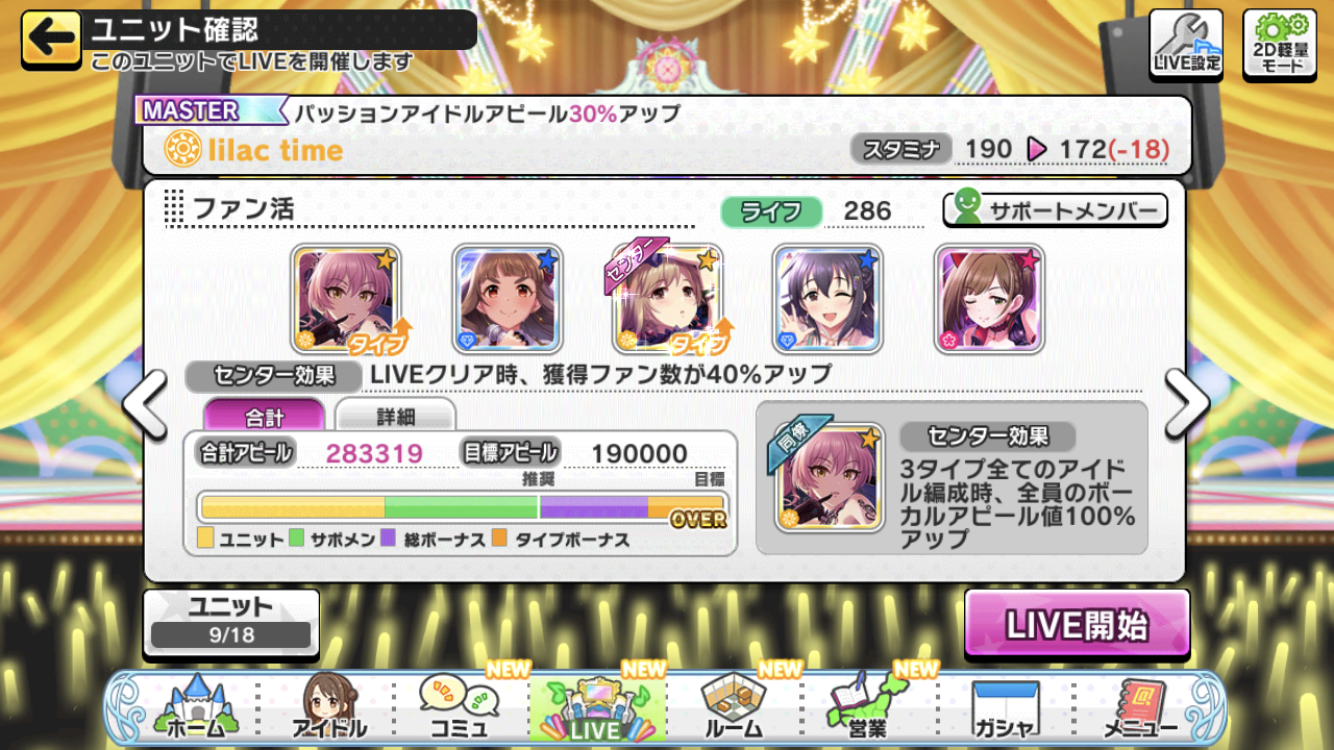 ユニット確認
このユニットでLIVEを開催します
LIVE設定
2D軽量
モード
MASTER パッションアイドルアピール30%アップ
lilac time
スタミナ 190 172(-18)
ファン活
ライフ 286
サポートメンバー
センター
タイプ
タイプ
センター効果 LIVEクリア時、獲得ファン数が40%アップ
合計 詳細
合計アピール 283319 目標アピール 190000
推奨 目標
OVER
ユニット サポメン 総ボーナス タイプボーナス
同僚
センター効果
3タイプ全てのアイド
ル編成時、全員のボー
カルアピール値100%
アップ
ユニット
9/18
LIVE開始
NEW NEW NEW NEW
ホーム アイドル コミュ LIVE ルーム 営業 ガシャ メニュー